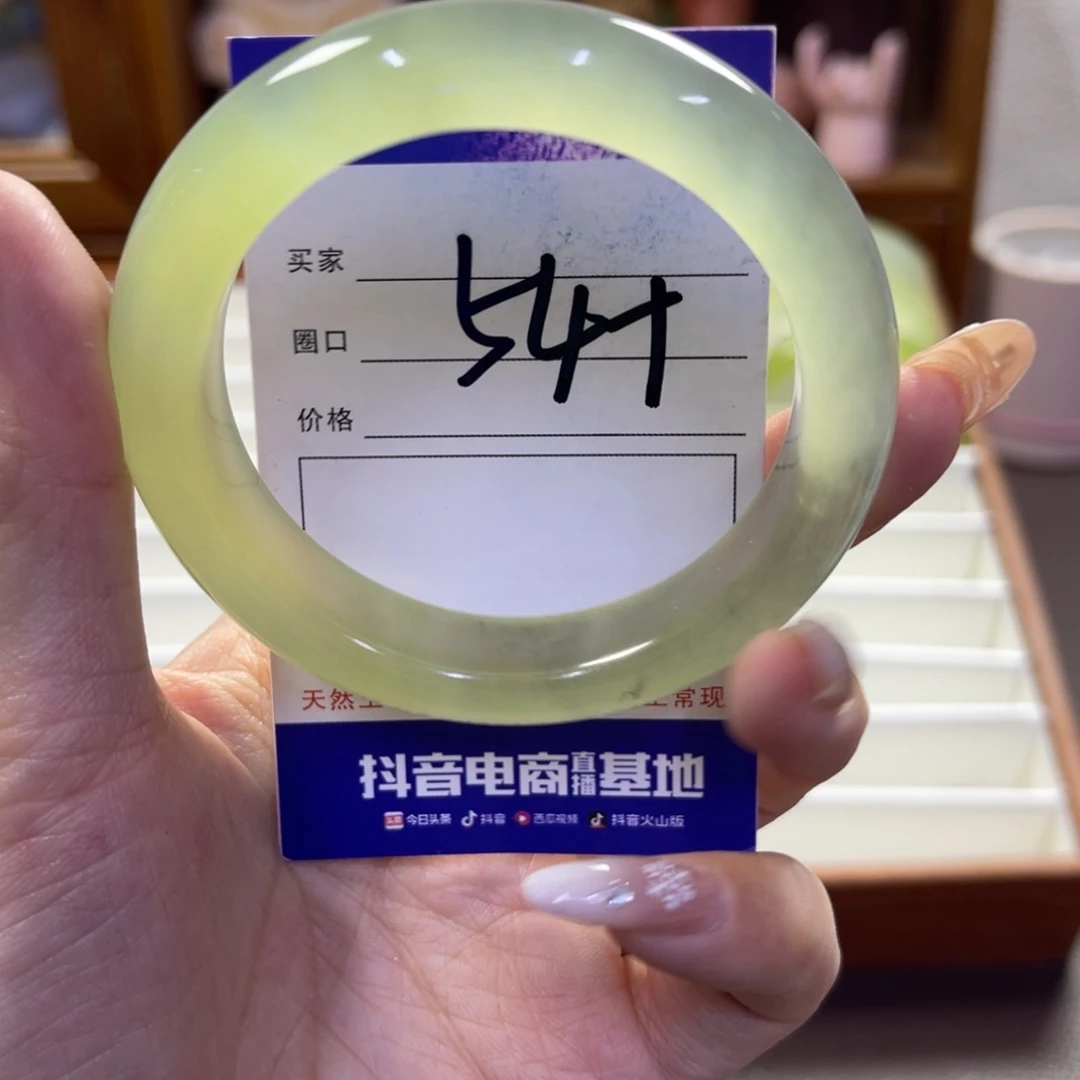 买家
圈口 54+
价格
天然
常现
抖音电商直播基地
今日头条 抖音 西瓜视频 抖音火山版